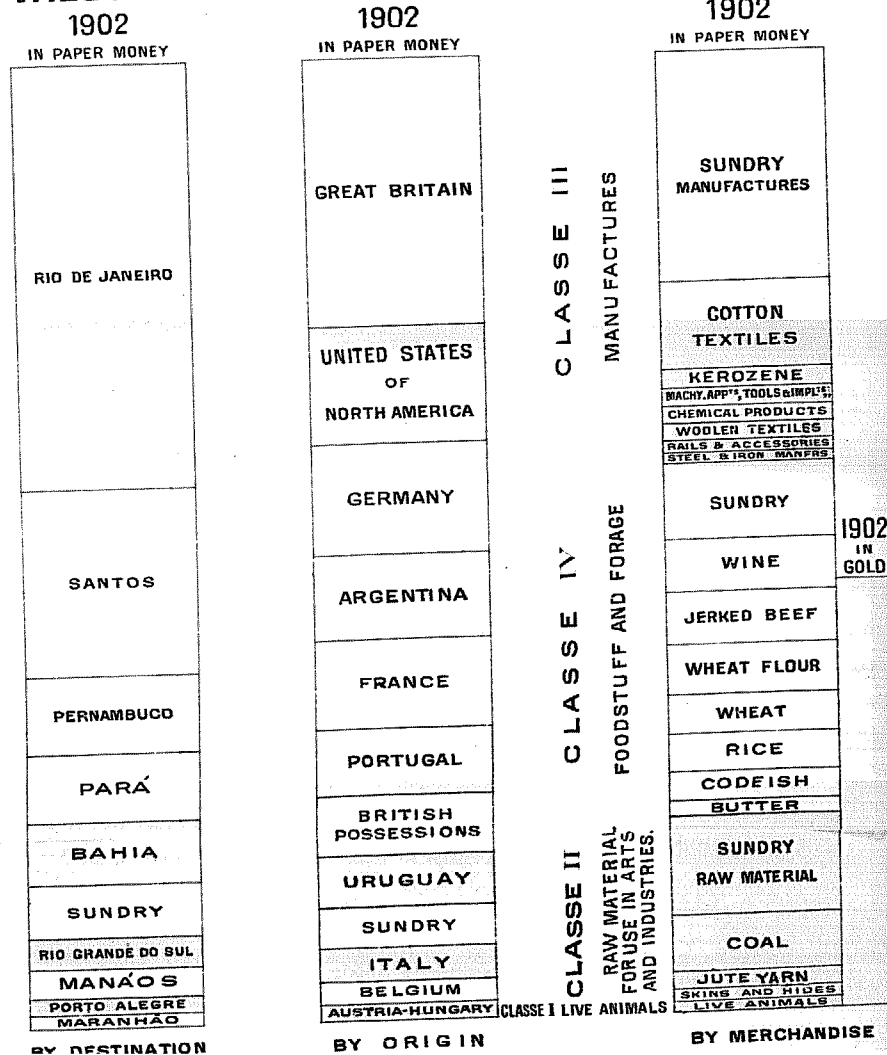 1902
IN PAPER MONEY
RIO DE JANEIRO
SANTOS
PERNAMBUCO
PARÁ
BAHIA
SUNDRY
RIO GRANDE DO SUL
MANÁOS
PORTO ALEGRE
MARANHÃO
BY DESTINATION
1902
IN PAPER MONEY
GREAT BRITAIN
UNITED STATES
OF
NORTH AMERICA
GERMANY
ARGENTINA
FRANCE
PORTUGAL
BRITISH
POSSESSIONS
URUGUAY
SUNDRY
ITALY
BELGIUM
AUSTRIA-HUNGARY
BY ORIGIN
CLASSE III
MANUFACTURES
CLASSE IV
FOODSTUFF AND FORAGE
CLASSE II
RAW MATERIAL
FOR USE IN ARTS
AND INDUSTRIES.
CLASSE I LIVE ANIMALS
1902
IN PAPER MONEY
SUNDRY
MANUFACTURES
COTTON
TEXTILES
KEROZENE
MACHY. APPTS, TOOLS & IMPLTS;
CHEMICAL PRODUCTS
WOOLEN TEXTILES
RAILS & ACCESSORIES
STEEL & IRON MANFRS
SUNDRY
WINE
JERKED BEEF
WHEAT FLOUR
WHEAT
RICE
CODFISH
BUTTER
SUNDRY
RAW MATERIAL
COAL
JUTE YARN
SKINS AND HIDES
LIVE ANIMALS
BY MERCHANDISE
1902
IN
GOLD